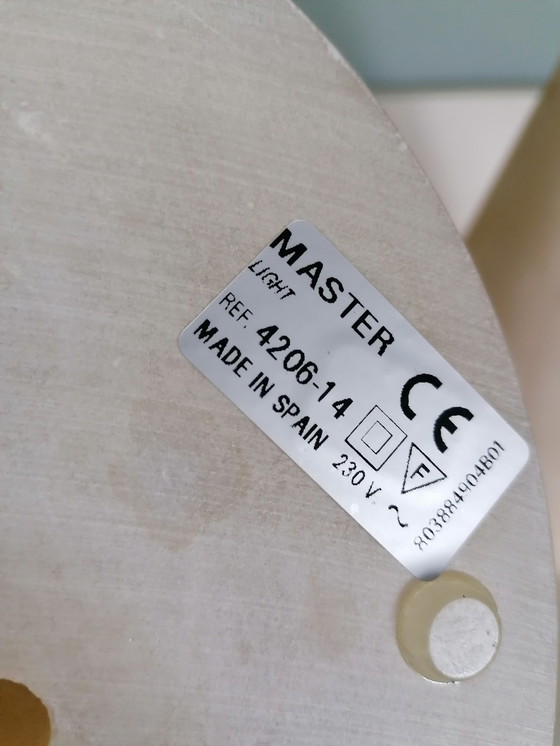 MASTER
LIGHT
REF. 4206-14
MADE IN SPAIN
CE
F
230 V. ~
803884904B01